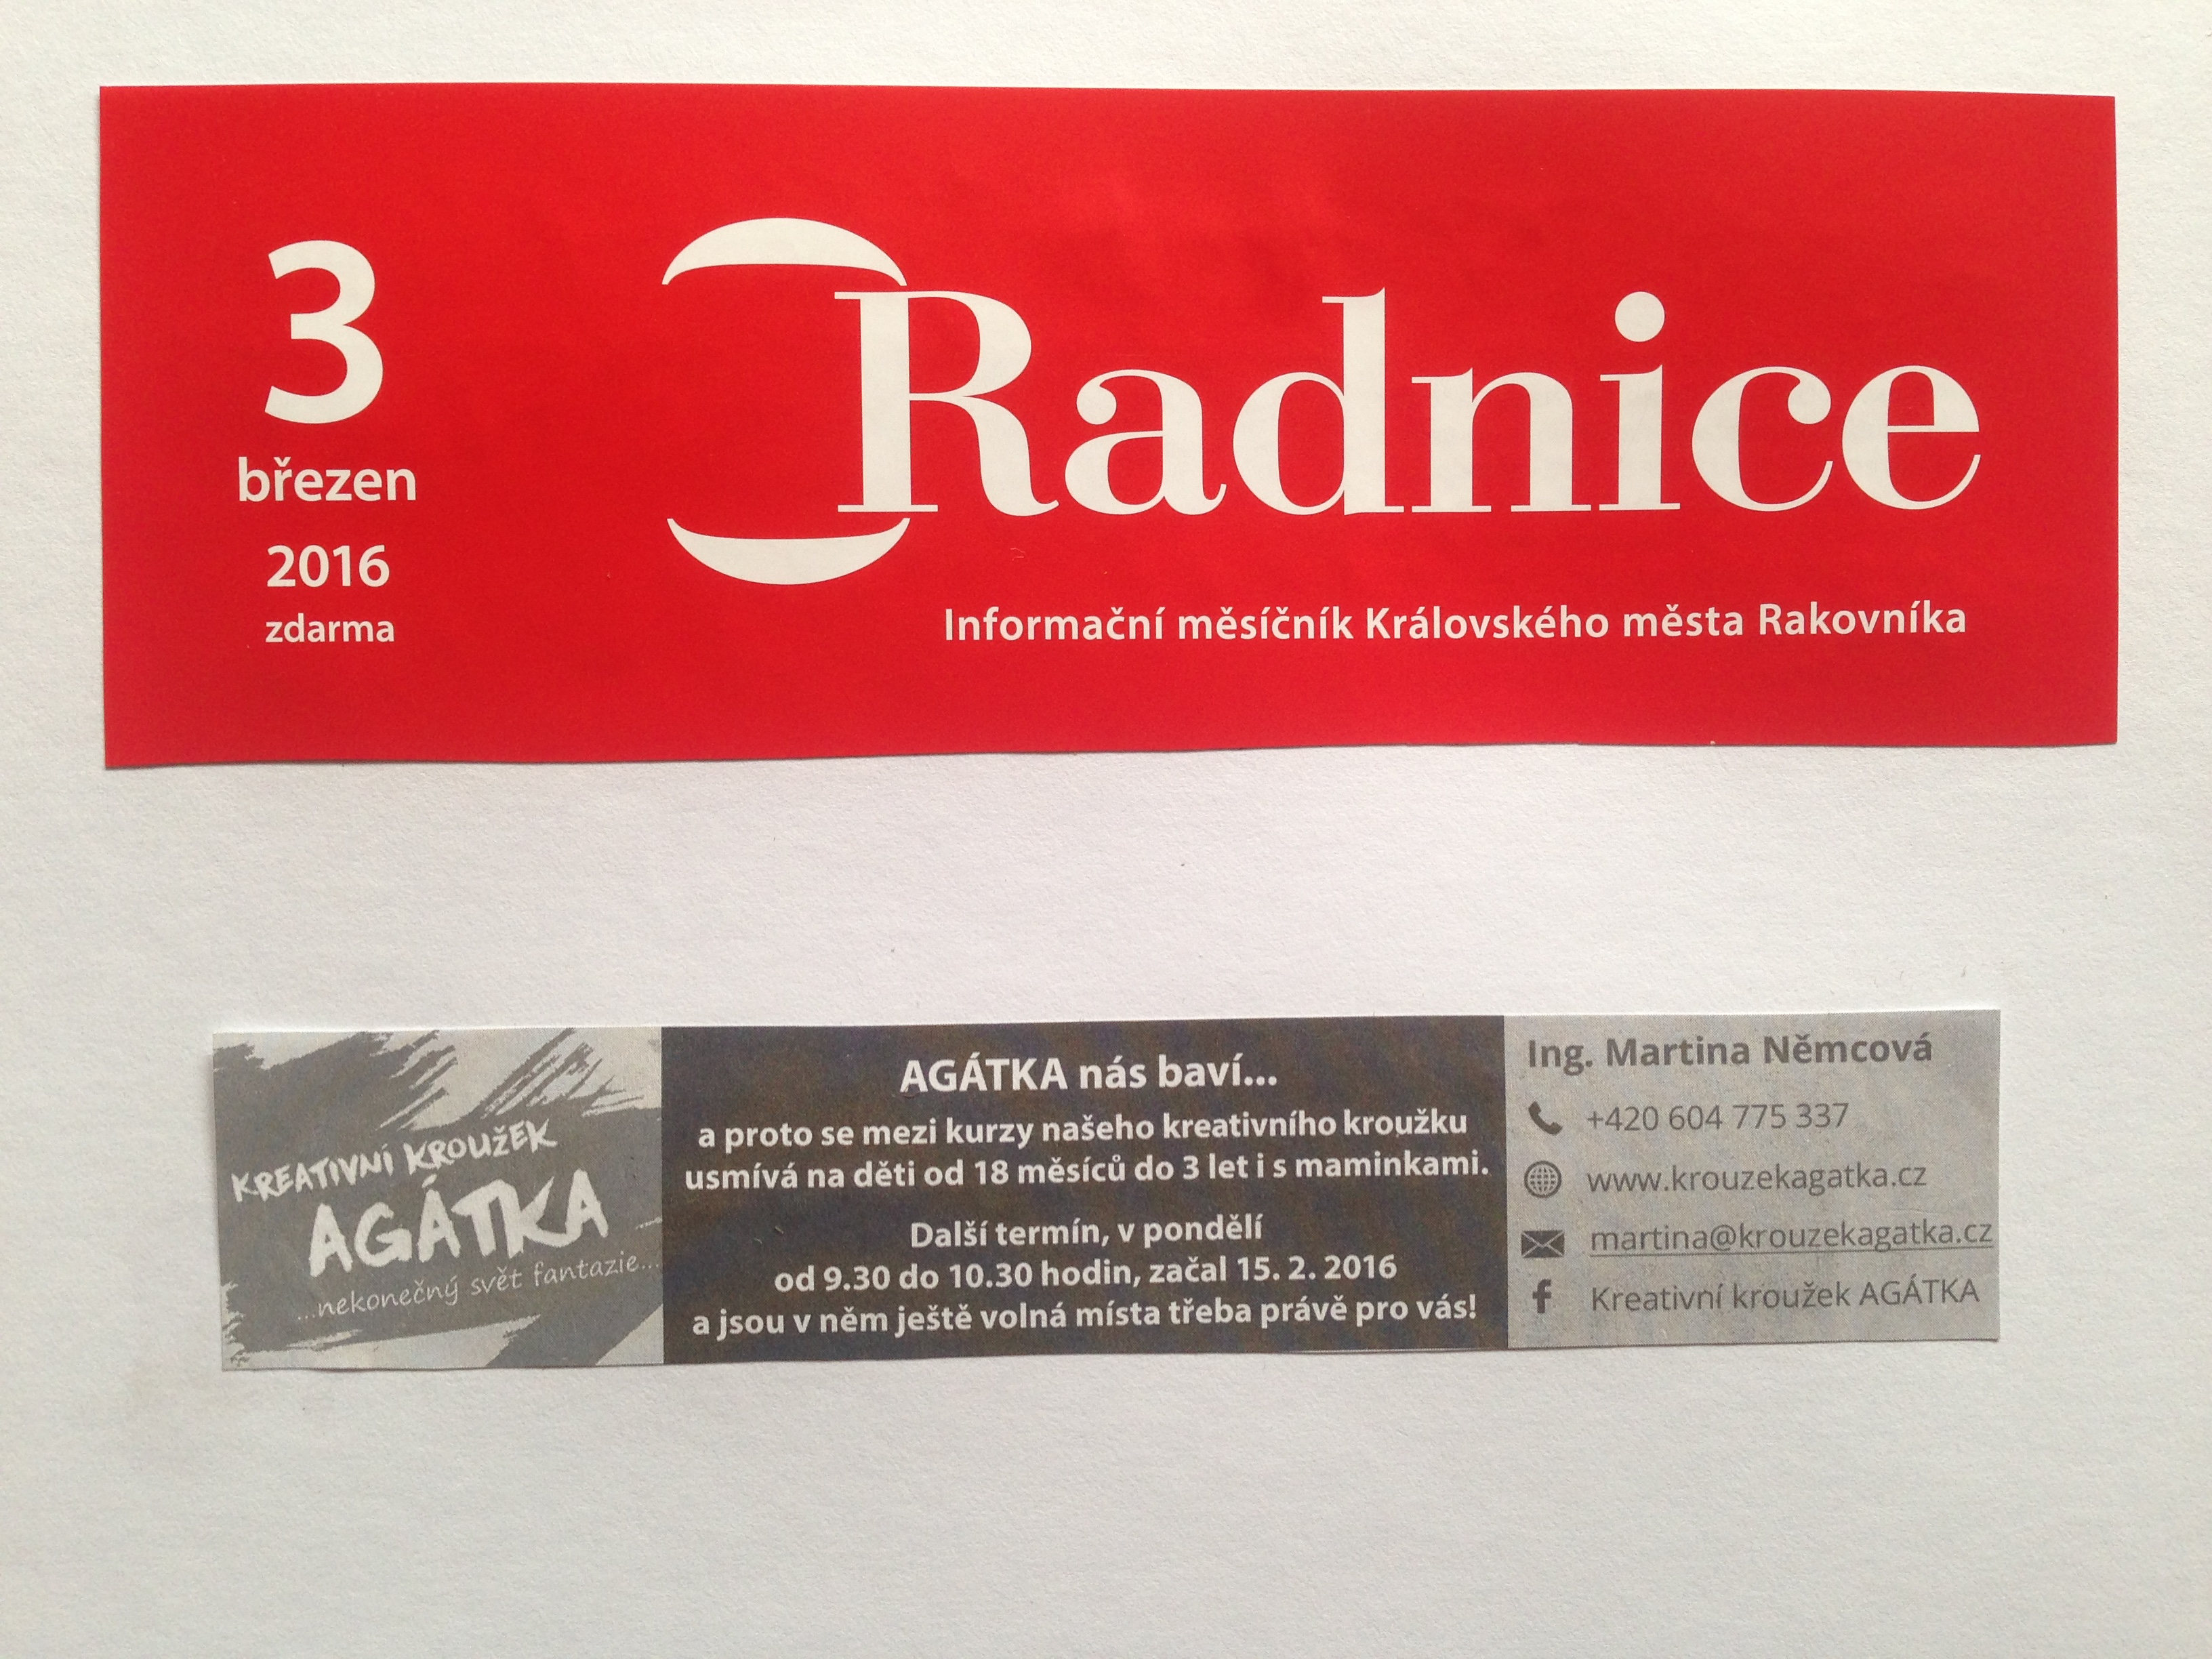 3
březen
2016
zdarma
Radnice
Informační měsíčník Královského města Rakovníka
KREATIVNÍ KROUŽEK
AGÁTKA
...nekonečný svět fantazie...
AGÁTKA nás baví...
a proto se mezi kurzy našeho kreativního kroužku
usmívá na děti od 18 měsíců do 3 let i s maminkami.
Další termín, v pondělí
od 9.30 do 10.30 hodin, začal 15. 2. 2016
a jsou v něm ještě volná místa třeba právě pro vás!
Ing. Martina Němcová
+420 604 775 337
www.krouzekagatka.cz
martina@krouzekagatka.cz
Kreativní kroužek AGÁTKA